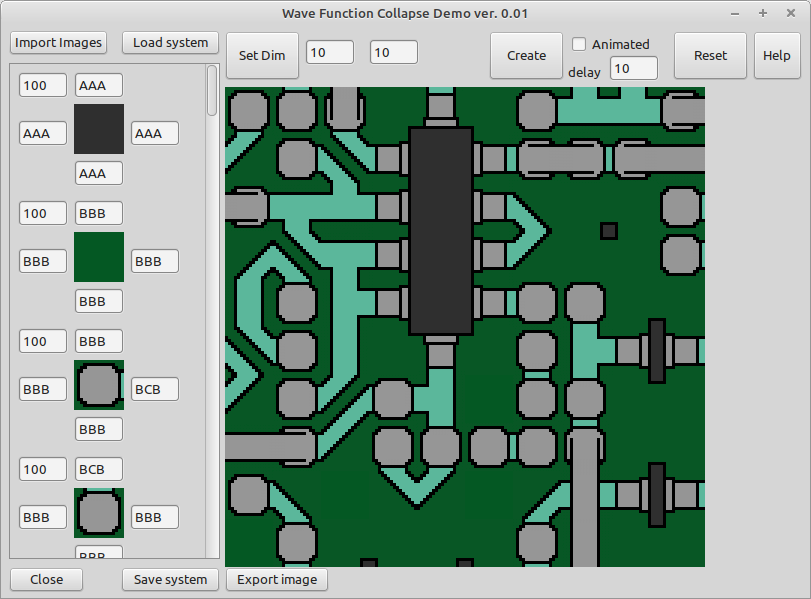 Wave Function Collapse Demo ver. 0.01
Import Images Load system
Set Dim 10 10 Create Animated delay 10 Reset Help
100 AAA
AAA AAA
AAA
100 BBB
BBB BBB
BBB
100 BBB
BBB BCB
BBB
100 BCB
BBB BBB
BBB
Close Save system Export image